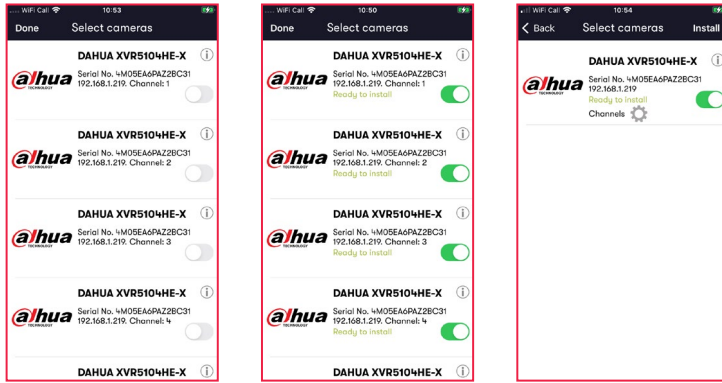 WiFi Call 10:53
Done Select cameras
DAHUA XVR5104HE-X
Serial No. 4M05EA6PAZ2BC31
192.168.1.219. Channel: 1
alhua
TECHNOLOGY
DAHUA XVR5104HE-X
Serial No. 4M05EA6PAZ2BC31
192.168.1.219. Channel: 2
alhua
TECHNOLOGY
DAHUA XVR5104HE-X
Serial No. 4M05EA6PAZ2BC31
192.168.1.219. Channel: 3
alhua
TECHNOLOGY
DAHUA XVR5104HE-X
Serial No. 4M05EA6PAZ2BC31
192.168.1.219. Channel: 4
alhua
TECHNOLOGY
DAHUA XVR5104HE-X
WiFi Call 10:50
Done Select cameras
DAHUA XVR5104HE-X
Serial No. 4M05EA6PAZ2BC31
192.168.1.219. Channel: 1
Ready to install
alhua
TECHNOLOGY
DAHUA XVR5104HE-X
Serial No. 4M05EA6PAZ2BC31
192.168.1.219. Channel: 2
Ready to install
alhua
TECHNOLOGY
DAHUA XVR5104HE-X
Serial No. 4M05EA6PAZ2BC31
192.168.1.219. Channel: 3
Ready to install
alhua
TECHNOLOGY
DAHUA XVR5104HE-X
Serial No. 4M05EA6PAZ2BC31
192.168.1.219. Channel: 4
Ready to install
alhua
TECHNOLOGY
DAHUA XVR5104HE-X
WiFi Call 10:54
Back Select cameras Install
DAHUA XVR5104HE-X
Serial No. 4M05EA6PAZ2BC31
192.168.1.219
Ready to install
Channels
alhua
TECHNOLOGY